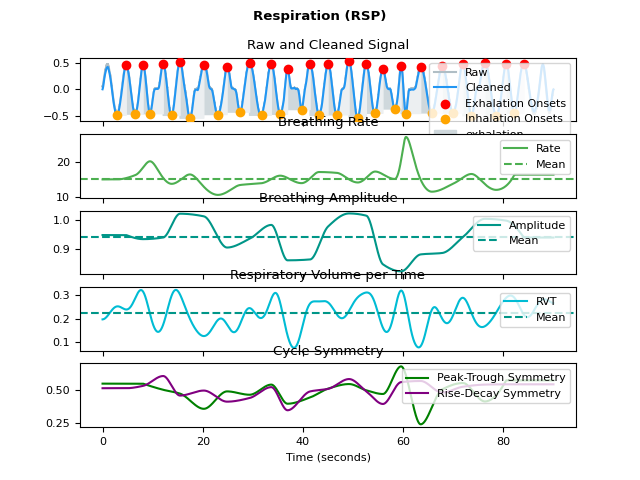 Respiration (RSP)
Raw and Cleaned Signal
0.5
0.0
−0.5
Raw
Cleaned
Exhalation Onsets
Inhalation Onsets
exhalation
Breathing Rate
20
10
Rate
Mean
Breathing Amplitude
1.0
0.9
Amplitude
Mean
Respiratory Volume per Time
0.3
0.2
0.1
RVT
Mean
Cycle Symmetry
0.50
0.25
Peak-Trough Symmetry
Rise-Decay Symmetry
0 20 40 60 80
Time (seconds)